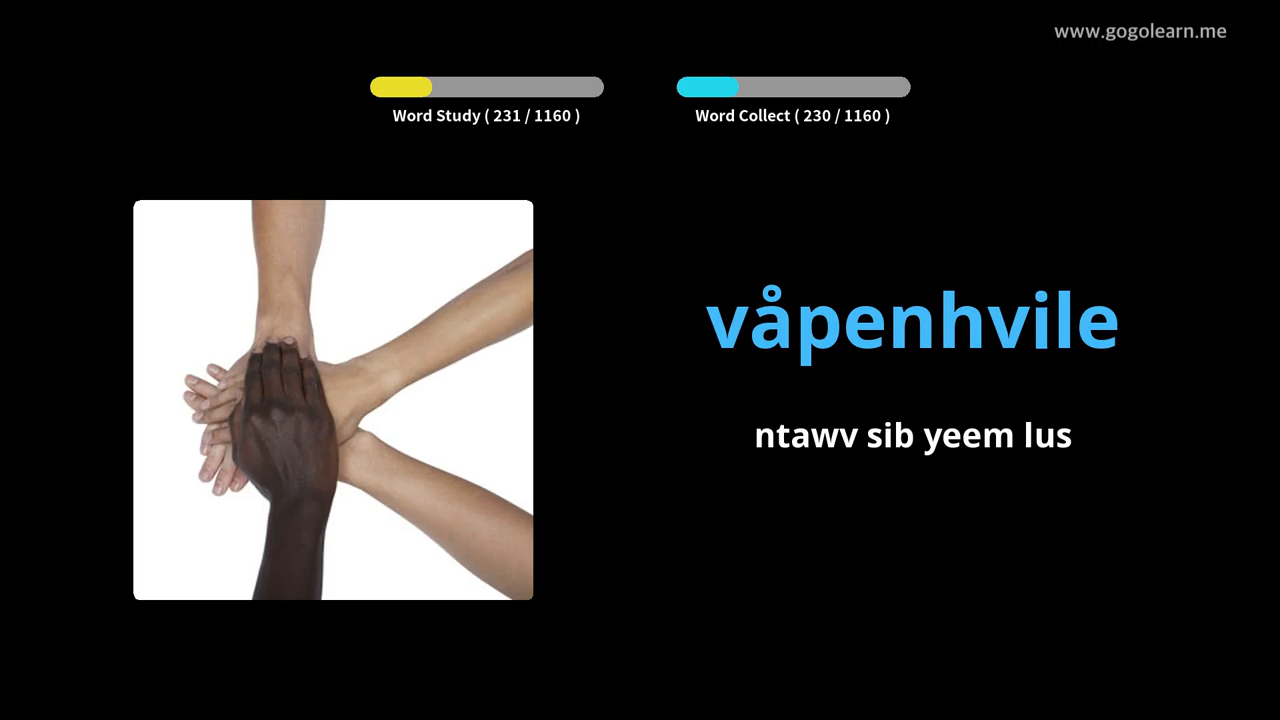 www.gogolearn.me
Word Study ( 231 / 1160 )
Word Collect ( 230 / 1160 )
våpenhvile
ntawv sib yeem lus